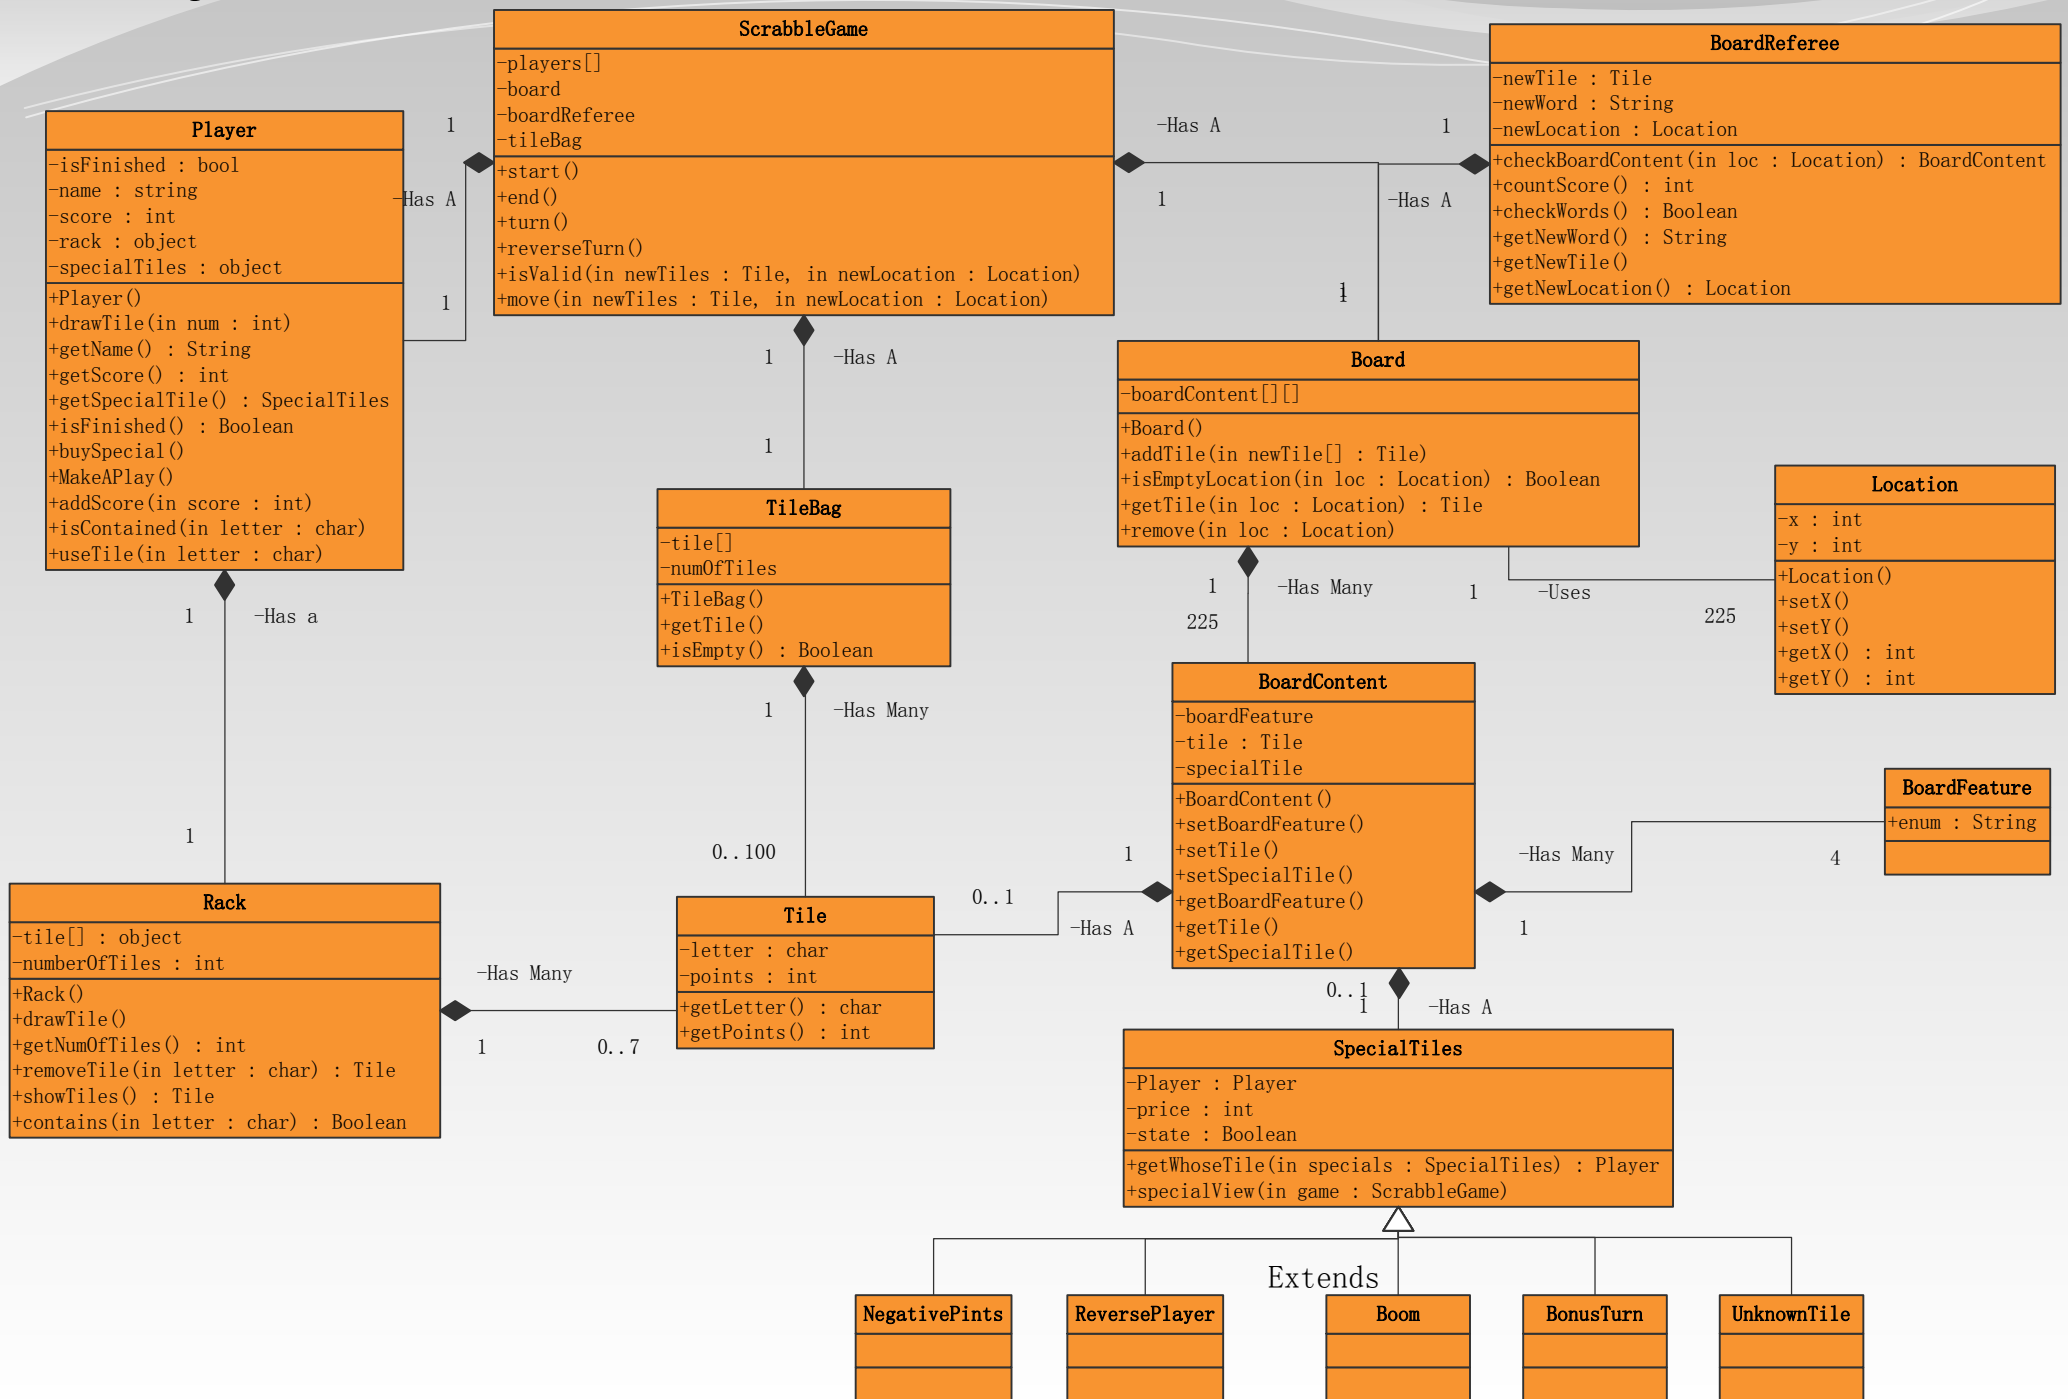 ScrabbleGame
-players[]
-board
-boardReferee
-tileBag
+start()
+end()
+turn()
+reverseTurn()
+isValid(in newTiles : Tile, in newLocation : Location)
+move(in newTiles : Tile, in newLocation : Location)
BoardReferee
-newTile : Tile
-newWord : String
-newLocation : Location
+checkBoardContent(in loc : Location) : BoardContent
+countScore() : int
+checkWords() : Boolean
+getNewWord() : String
+getNewTile()
+getNewLocation() : Location
Player
-isFinished : bool
-name : string
-score : int
-rack : object
-specialTiles : object
+Player()
+drawTile(in num : int)
+getName() : String
+getScore() : int
+getSpecialTile() : SpecialTiles
+isFinished() : Boolean
+buySpecial()
+MakeAPlay()
+addScore(in score : int)
+isContained(in letter : char)
+useTile(in letter : char)
1
-Has A
1
-Has A
1
1
-Has A
1
1
1
-Has A
1
Board
-boardContent[][]
+Board()
+addTile(in newTile[] : Tile)
+isEmptyLocation(in loc : Location) : Boolean
+getTile(in loc : Location) : Tile
+remove(in loc : Location)
Location
-x : int
-y : int
+Location()
+setX()
+setY()
+getX() : int
+getY() : int
TileBag
-tile[]
-numOfTiles
+TileBag()
+getTile()
+isEmpty() : Boolean
1
-Has Many
225
1
-Uses
225
1
-Has a
1
1
-Has Many
0..100
BoardContent
-boardFeature
-tile : Tile
-specialTile
+BoardContent()
+setBoardFeature()
+setTile()
+setSpecialTile()
+getBoardFeature()
+getTile()
+getSpecialTile()
BoardFeature
+enum : String
-Has Many
4
1
1
0..1
-Has A
Rack
-tile[] : object
-numberOfTiles : int
+Rack()
+drawTile()
+getNumOfTiles() : int
+removeTile(in letter : char) : Tile
+showTiles() : Tile
+contains(in letter : char) : Boolean
-Has Many
1
0..7
Tile
-letter : char
-points : int
+getLetter() : char
+getPoints() : int
0..1
1
-Has A
SpecialTiles
-Player : Player
-price : int
-state : Boolean
+getWhoseTile(in specials : SpecialTiles) : Player
+specialView(in game : ScrabbleGame)
Extends
NegativePints
ReversePlayer
Boom
BonusTurn
UnknownTile